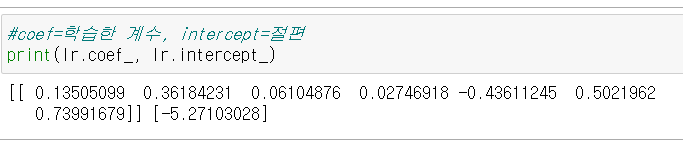 #coef=학습한 계수, intercept=절편
print(lr.coef_, lr.intercept_)
[[ 0.13505099  0.36184231  0.06104876  0.02746918 -0.43611245  0.5021962
   0.73991679]] [-5.27103028]